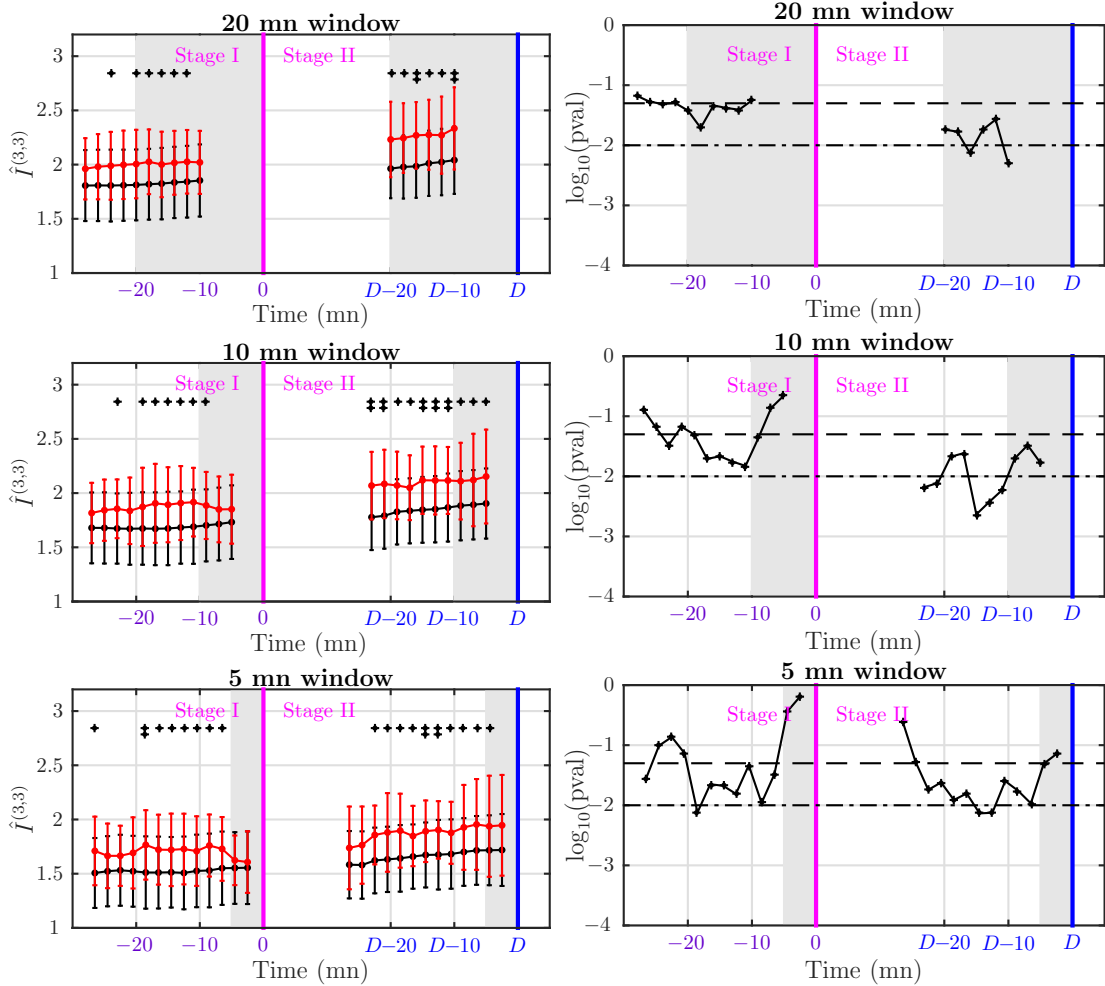 20 mn window
Stage I Stage II
3
2.5
2
1.5
1
Î^(3,3)
−20 −10 0 D−20 D−10 D
Time (mn)
20 mn window
Stage I Stage II
0
−1
−2
−3
−4
log10(pval)
−20 −10 0 D−20 D−10 D
Time (mn)
10 mn window
Stage I Stage II
3
2.5
2
1.5
1
Î^(3,3)
−20 −10 0 D−20 D−10 D
Time (mn)
10 mn window
Stage I Stage II
0
−1
−2
−3
−4
log10(pval)
−20 −10 0 D−20 D−10 D
Time (mn)
5 mn window
Stage I Stage II
3
2.5
2
1.5
1
Î^(3,3)
−20 −10 0 D−20 D−10 D
Time (mn)
5 mn window
Stage I Stage II
0
−1
−2
−3
−4
log10(pval)
−20 −10 0 D−20 D−10 D
Time (mn)